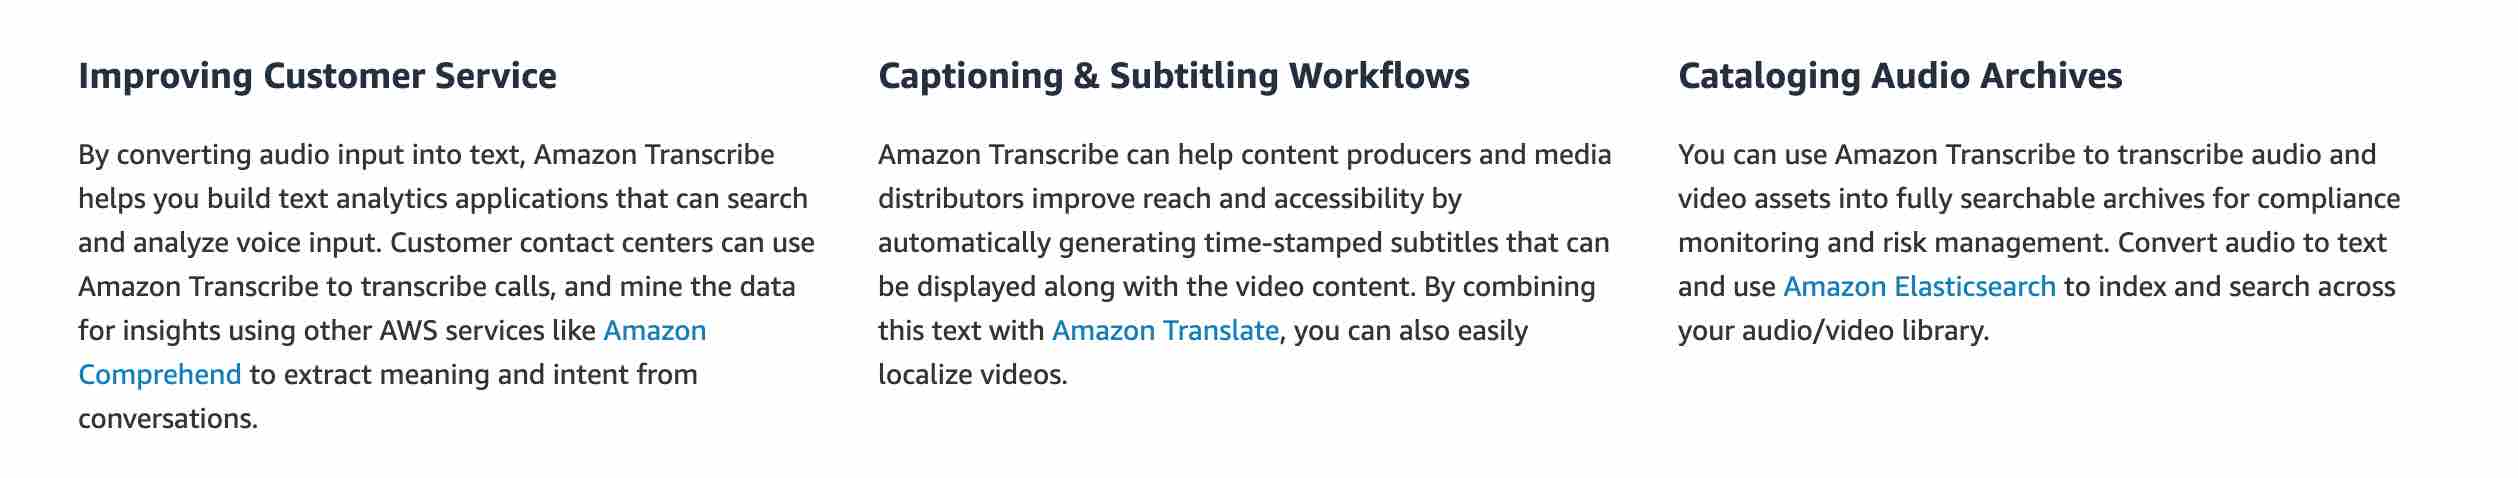 Improving Customer Service
By converting audio input into text, Amazon Transcribe
helps you build text analytics applications that can search
and analyze voice input. Customer contact centers can use
Amazon Transcribe to transcribe calls, and mine the data
for insights using other AWS services like Amazon
Comprehend to extract meaning and intent from
conversations.
Captioning & Subtitling Workflows
Amazon Transcribe can help content producers and media
distributors improve reach and accessibility by
automatically generating time-stamped subtitles that can
be displayed along with the video content. By combining
this text with Amazon Translate, you can also easily
localize videos.
Cataloging Audio Archives
You can use Amazon Transcribe to transcribe audio and
video assets into fully searchable archives for compliance
monitoring and risk management. Convert audio to text
and use Amazon Elasticsearch to index and search across
your audio/video library.